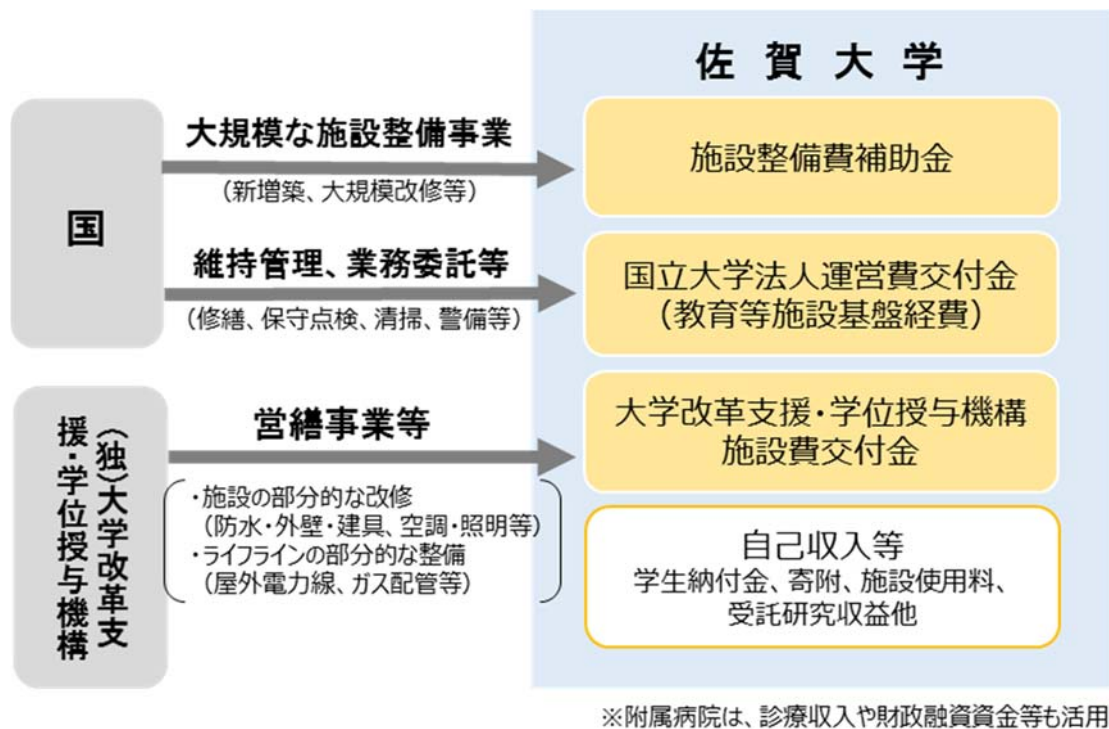 佐賀大学
国
大規模な施設整備事業
（新増築、大規模改修等）
施設整備費補助金
維持管理、業務委託等
（修繕、保守点検、清掃、警備等）
国立大学法人運営費交付金
（教育等施設基盤経費）
（独）大学改革支
援・学位授与機構
営繕事業等
・施設の部分的な改修
（防水・外壁・建具、空調・照明等）
・ライフラインの部分的な整備
（屋外電力線、ガス配管等）
大学改革支援・学位授与機構
施設費交付金
自己収入等
学生納付金、寄附、施設使用料、
受託研究収益他
※附属病院は、診療収入や財政融資資金等も活用